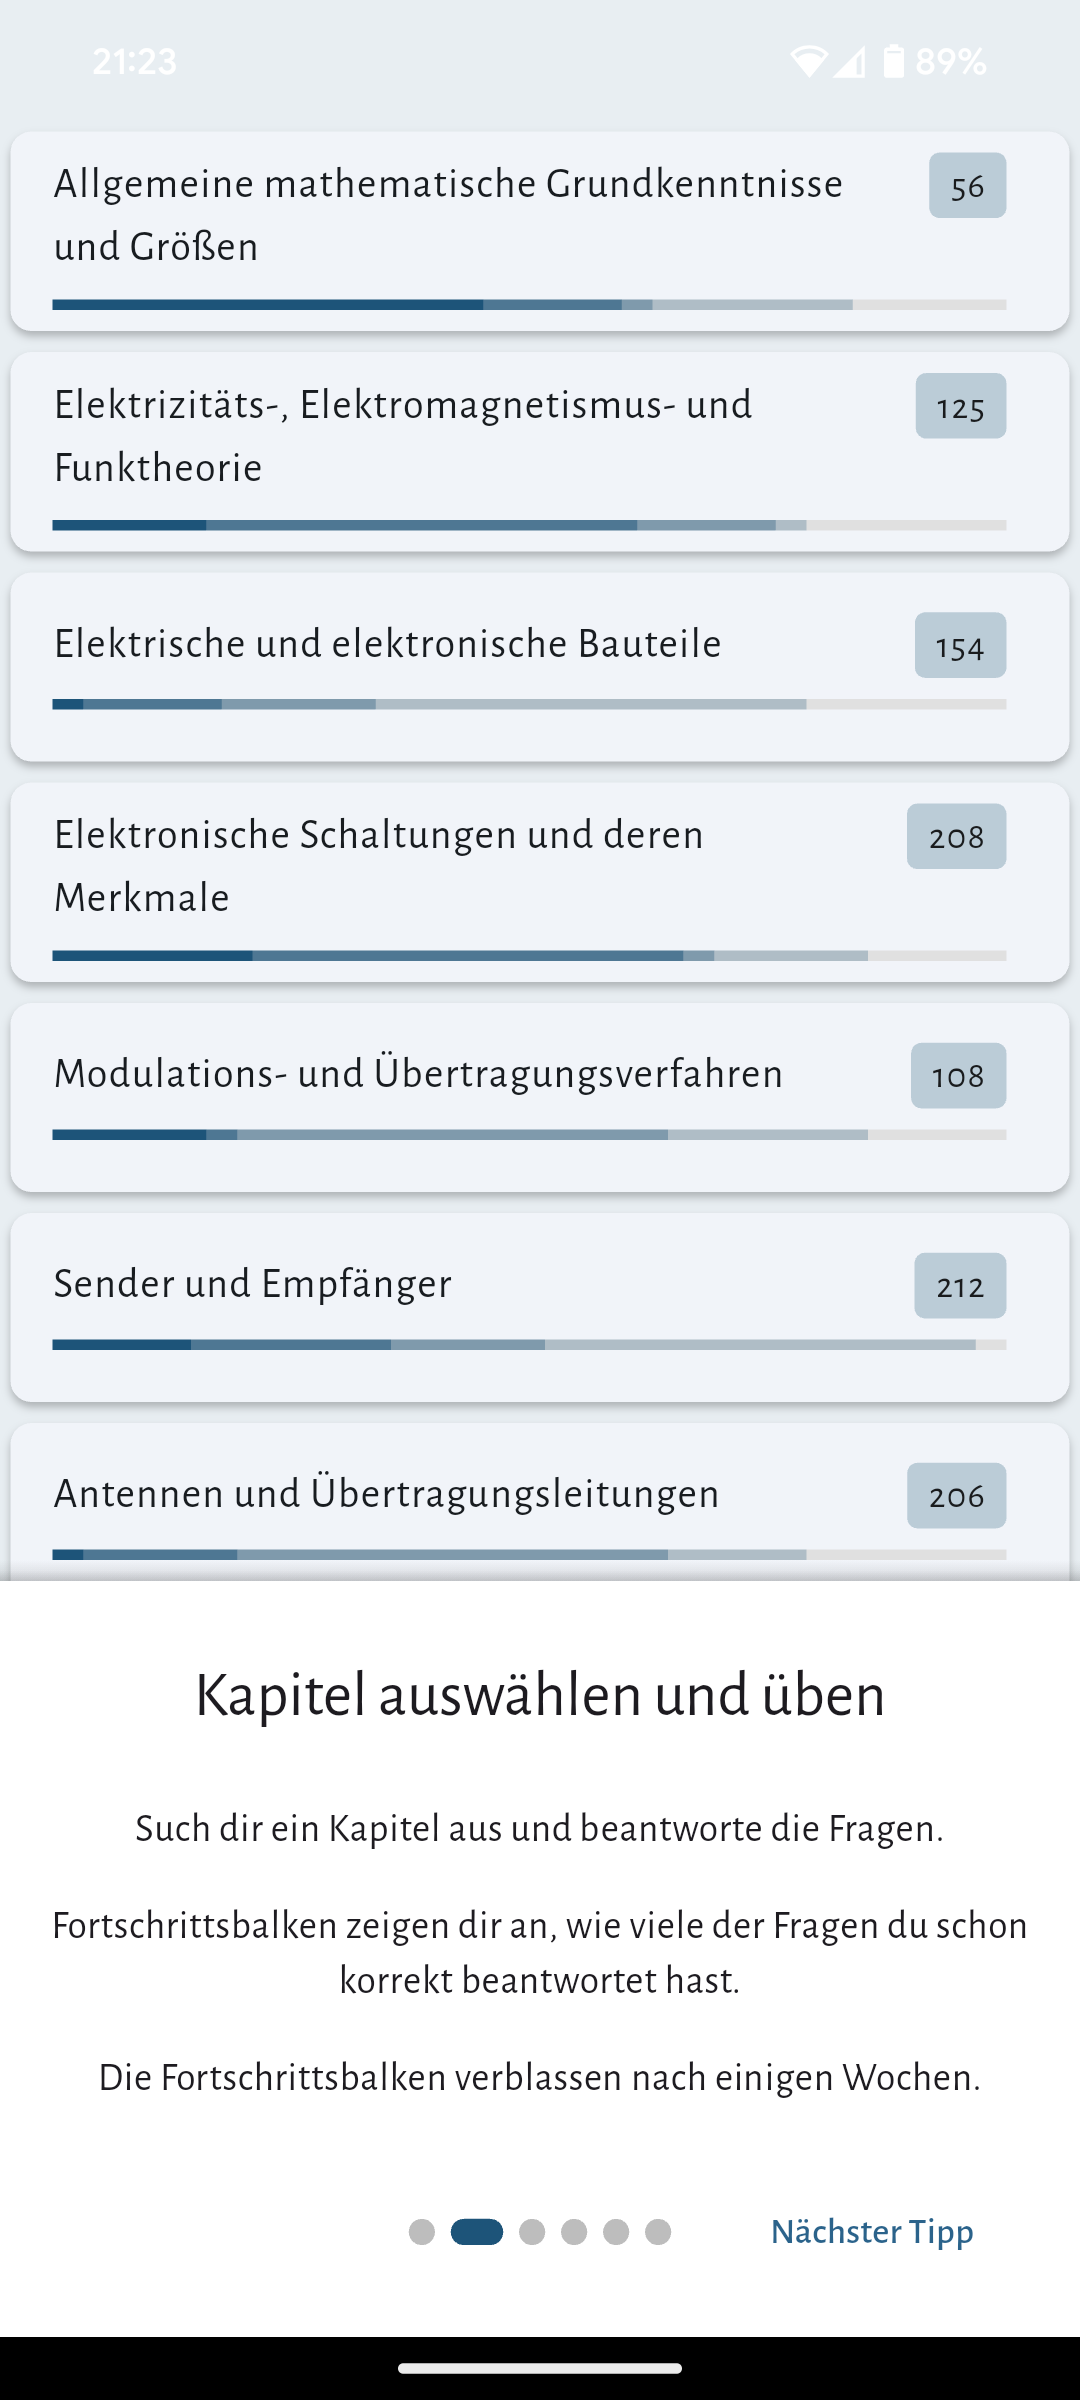 21:23
89%
Allgemeine mathematische Grundkenntnisse
und Größen
56
Elektrizitäts-, Elektromagnetismus- und
Funktheorie
125
Elektrische und elektronische Bauteile
154
Elektronische Schaltungen und deren
Merkmale
208
Modulations- und Übertragungsverfahren
108
Sender und Empfänger
212
Antennen und Übertragungsleitungen
206
Kapitel auswählen und üben
Such dir ein Kapitel aus und beantworte die Fragen.
Fortschrittsbalken zeigen dir an, wie viele der Fragen du schon
korrekt beantwortet hast.
Die Fortschrittsbalken verblassen nach einigen Wochen.
Nächster Tipp